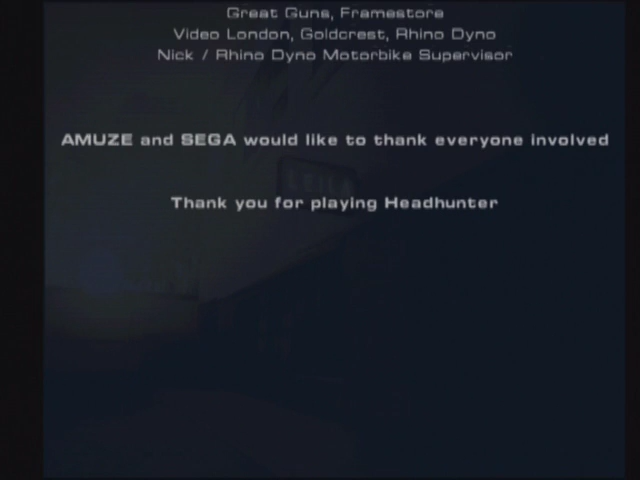 Great Guns, Framestore
Video London, Goldcrest, Rhino Dyno
Nick / Rhino Dyno Motorbike Supervisor
AMUZE and SEGA would like to thank everyone involved
Thank you for playing Headhunter